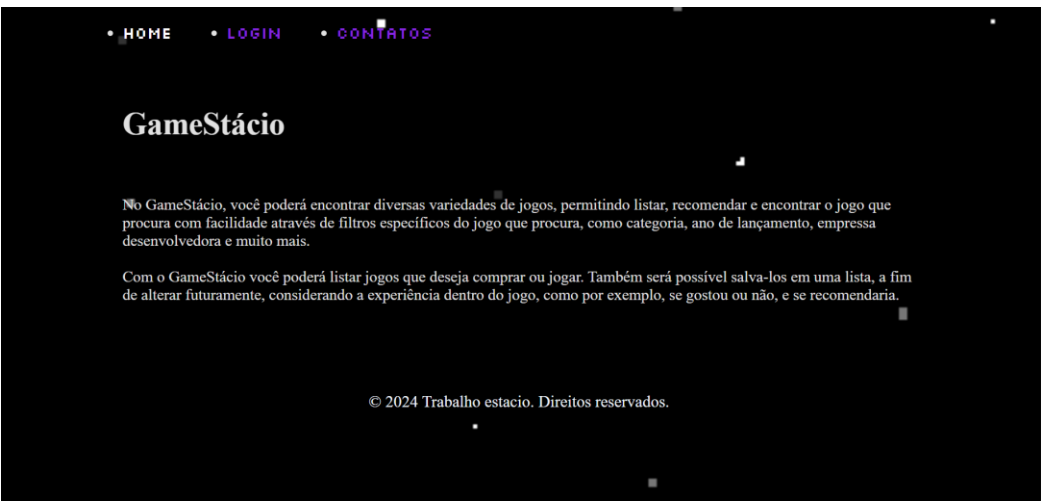 HOME LOGIN CONTATOS
GameStácio
No GameStácio, você poderá encontrar diversas variedades de jogos, permitindo listar, recomendar e encontrar o jogo que
procura com facilidade através de filtros específicos do jogo que procura, como categoria, ano de lançamento, empressa
desenvolvedora e muito mais.
Com o GameStácio você poderá listar jogos que deseja comprar ou jogar. Também será possível salva-los em uma lista, a fim
de alterar futuramente, considerando a experiência dentro do jogo, como por exemplo, se gostou ou não, e se recomendaria.
© 2024 Trabalho estacio. Direitos reservados.